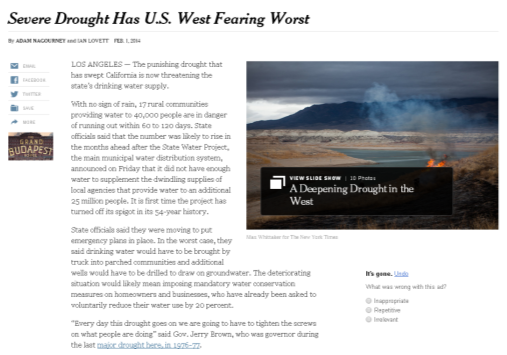 Severe Drought Has U.S. West Fearing Worst
By ADAM NAGOURNEY and IAN LOVETT FEB. 1, 2014
EMAIL
FACEBOOK
TWITTER
SAVE
MORE
GRAND
BUDAPEST
LOS ANGELES — The punishing drought that
has swept California is now threatening the
state's drinking water supply.
With no sign of rain, 17 rural communities
providing water to 40,000 people are in danger
of running out within 60 to 120 days. State
officials said that the number was likely to rise in
the months ahead after the State Water Project,
the main municipal water distribution system,
announced on Friday that it did not have enough
water to supplement the dwindling supplies of
local agencies that provide water to an additional
25 million people. It is first time the project has
turned off its spigot in its 54-year history.
State officials said they were moving to put
emergency plans in place. In the worst case, they
said drinking water would have to be brought by
truck into parched communities and additional
wells would have to be drilled to draw on groundwater. The deteriorating
situation would likely mean imposing mandatory water conservation
measures on homeowners and businesses, who have already been asked to
voluntarily reduce their water use by 20 percent.
"Every day this drought goes on we are going to have to tighten the screws
on what people are doing" said Gov. Jerry Brown, who was governor during
the last major drought here, in 1976-77.
VIEW SLIDE SHOW | 10 Photos
A Deepening Drought in the
West
Max Whittaker for The New York Times
It's gone. Undo
What was wrong with this ad?
Inappropriate
Repetitive
Irrelevant